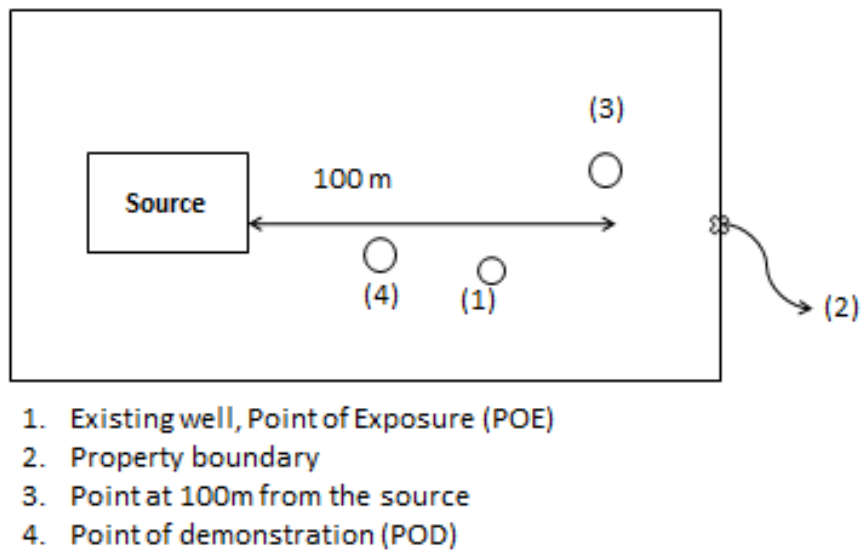 (3)
100 m
Source
(4)
(1)
(2)
1. Existing well, Point of Exposure (POE)
2. Property boundary
3. Point at 100m from the source
4. Point of demonstration (POD)